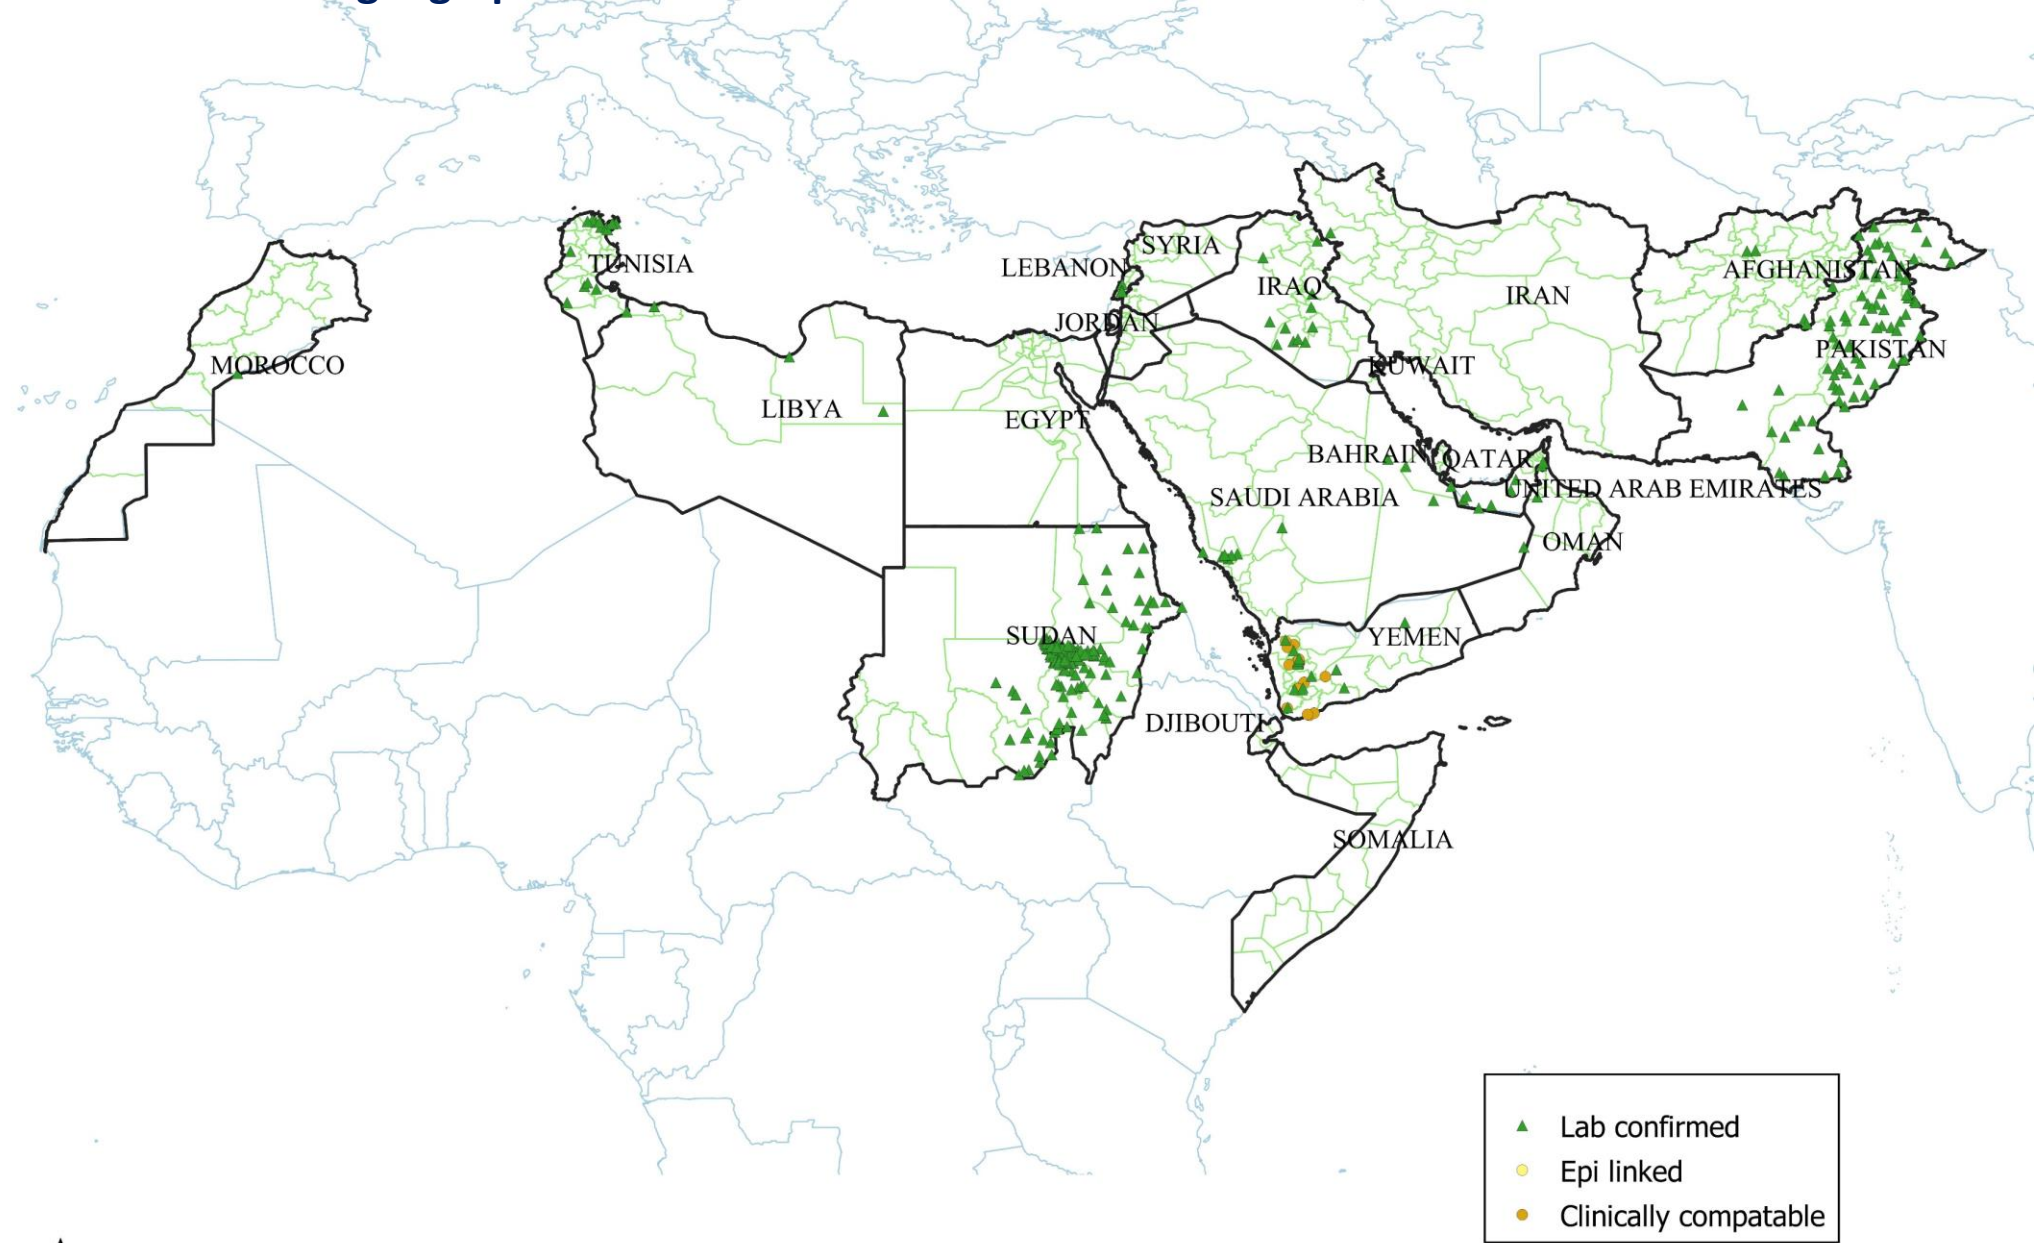 SYRIA
LEBANON
TUNISIA
AFGHANISTAN
IRAQ
IRAN
JORDAN
PAKISTAN
MOROCCO
KUWAIT
LIBYA
EGYPT
BAHRAIN
QATAR
UNITED ARAB EMIRATES
SAUDI ARABIA
OMAN
SUDAN
YEMEN
DJIBOUTI
SOMALIA
Lab confirmed
Epi linked
Clinically compatable